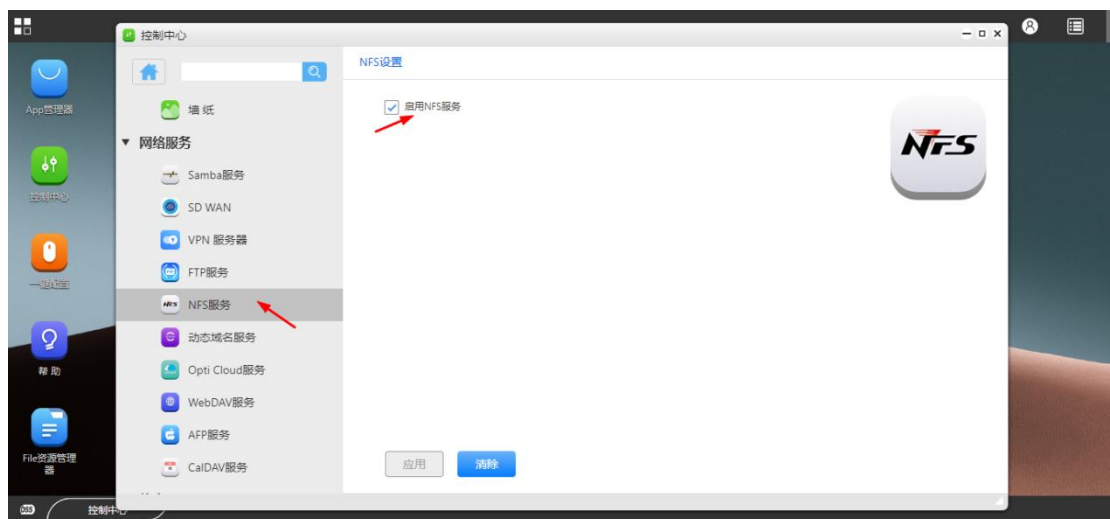 控制中心
NFS设置
App管理器
墙纸
启用NFS服务
网络服务
NFS
Samba服务
控制中心
SD WAN
VPN 服务器
FTP服务
一键配置
NFS服务
动态域名服务
帮 助
Opti Cloud服务
WebDAV服务
AFP服务
File资源管理
器
CalDAV服务
应用
清除
控制中心